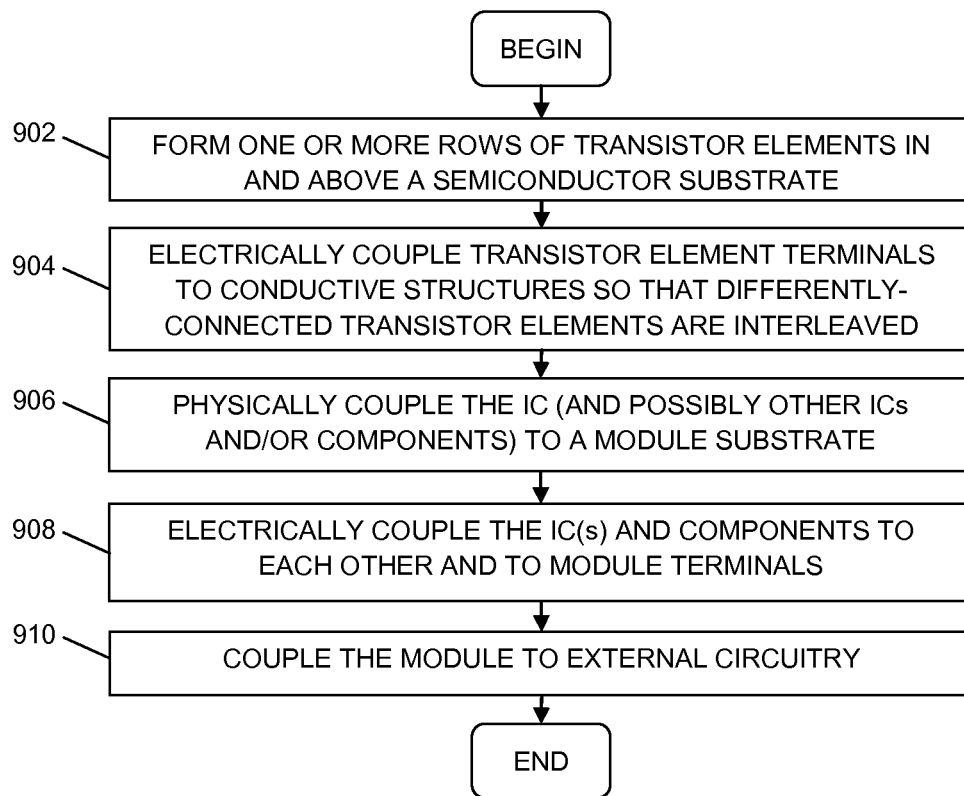 BEGIN
902
FORM ONE OR MORE ROWS OF TRANSISTOR ELEMENTS IN
AND ABOVE A SEMICONDUCTOR SUBSTRATE
904
ELECTRICALLY COUPLE TRANSISTOR ELEMENT TERMINALS
TO CONDUCTIVE STRUCTURES SO THAT DIFFERENTLY-
CONNECTED TRANSISTOR ELEMENTS ARE INTERLEAVED
906
PHYSICALLY COUPLE THE IC (AND POSSIBLY OTHER ICs
AND/OR COMPONENTS) TO A MODULE SUBSTRATE
908
ELECTRICALLY COUPLE THE IC(s) AND COMPONENTS TO
EACH OTHER AND TO MODULE TERMINALS
910
COUPLE THE MODULE TO EXTERNAL CIRCUITRY
END